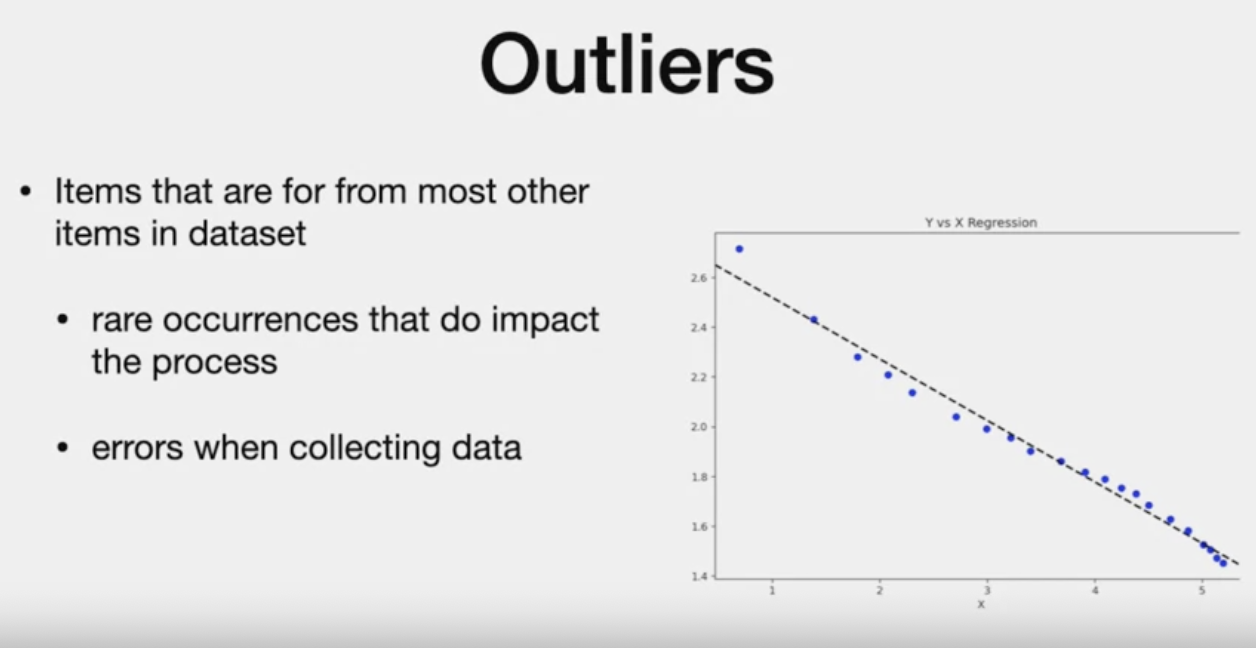 Outliers
• Items that are for from most other
items in dataset
• rare occurrences that do impact
the process
• errors when collecting data
Y vs X Regression
2.6
2.4
2.2
2.0
1.8
1.6
1.4
1 2 3 4 5
X